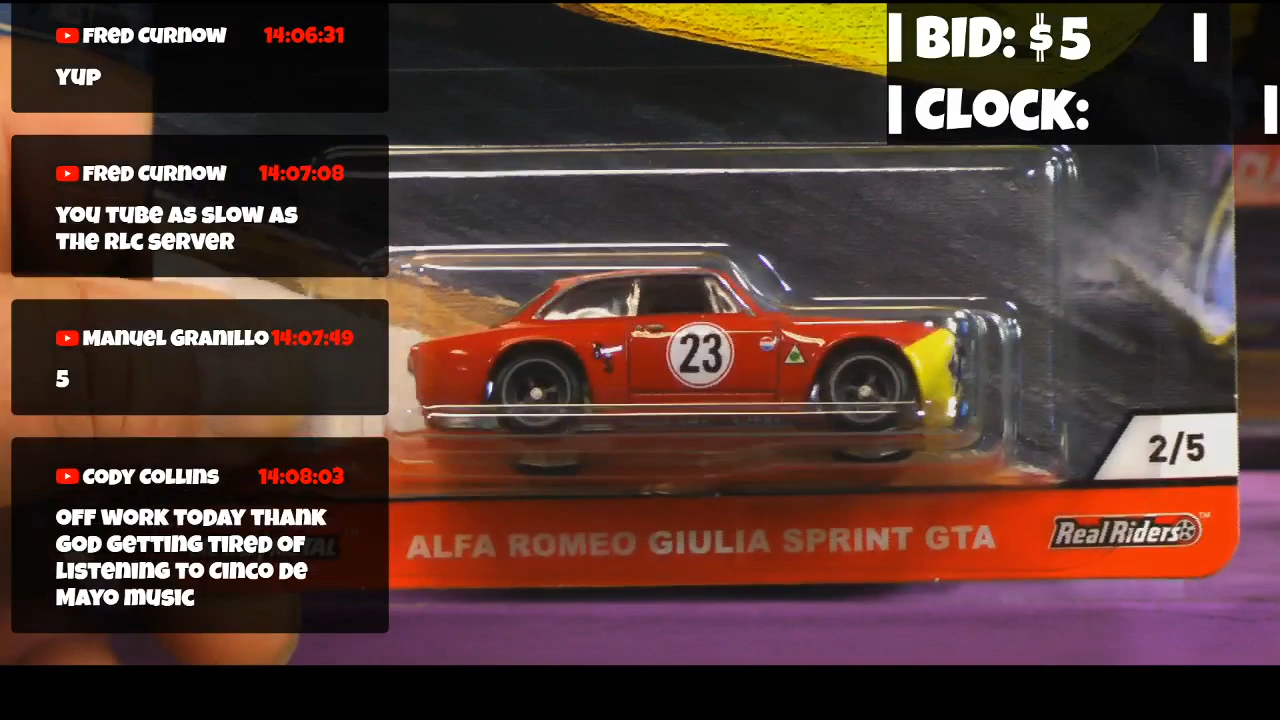 Fred Curnow 14:06:31
Yup
Fred Curnow 14:07:08
You tube as slow as
the RLC server
Manuel Granillo 14:07:49
5
Cody Collins 14:08:03
Off work today thank
god getting tired of
listening to Cinco de
Mayo music
| BID: $5 |
| CLOCK: |
23
2/5
ALFA ROMEO GIULIA SPRINT GTA
Real Riders™